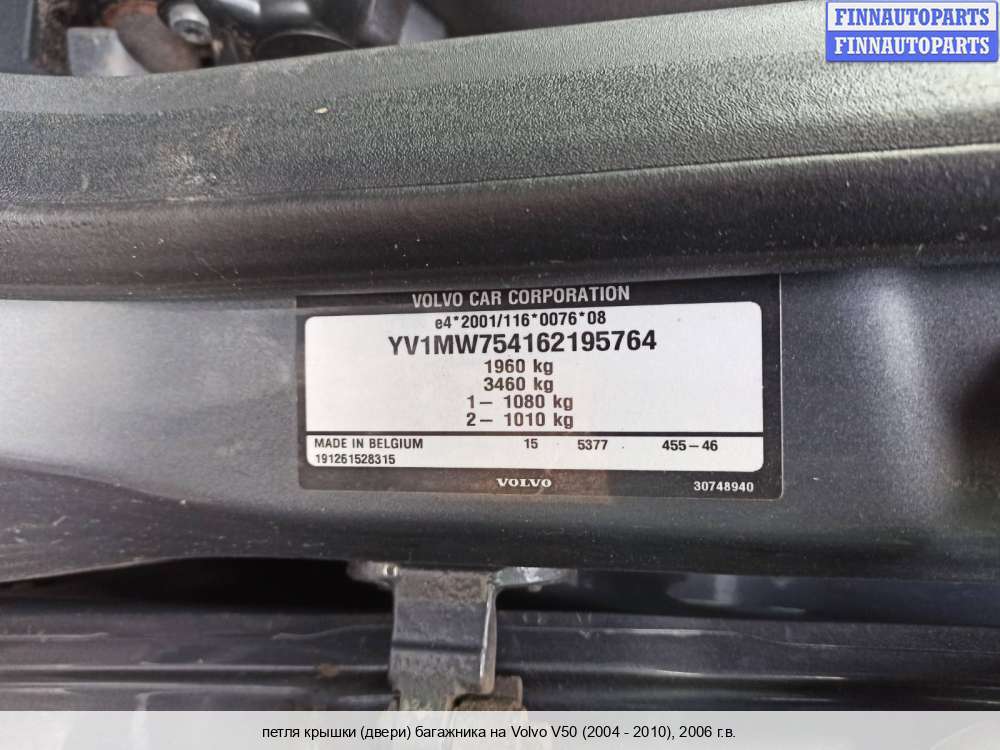 FINNAUTOPARTS
FINNAUTOPARTS
VOLVO CAR CORPORATION
e4*2001/116*0076*08
YV1MW754162195764
1960 kg
3460 kg
1– 1080 kg
2– 1010 kg
MADE IN BELGIUM 15 5377 455–46
191261528315
VOLVO 30748940
петля крышки (двери) багажника на Volvo V50 (2004 - 2010), 2006 г.в.